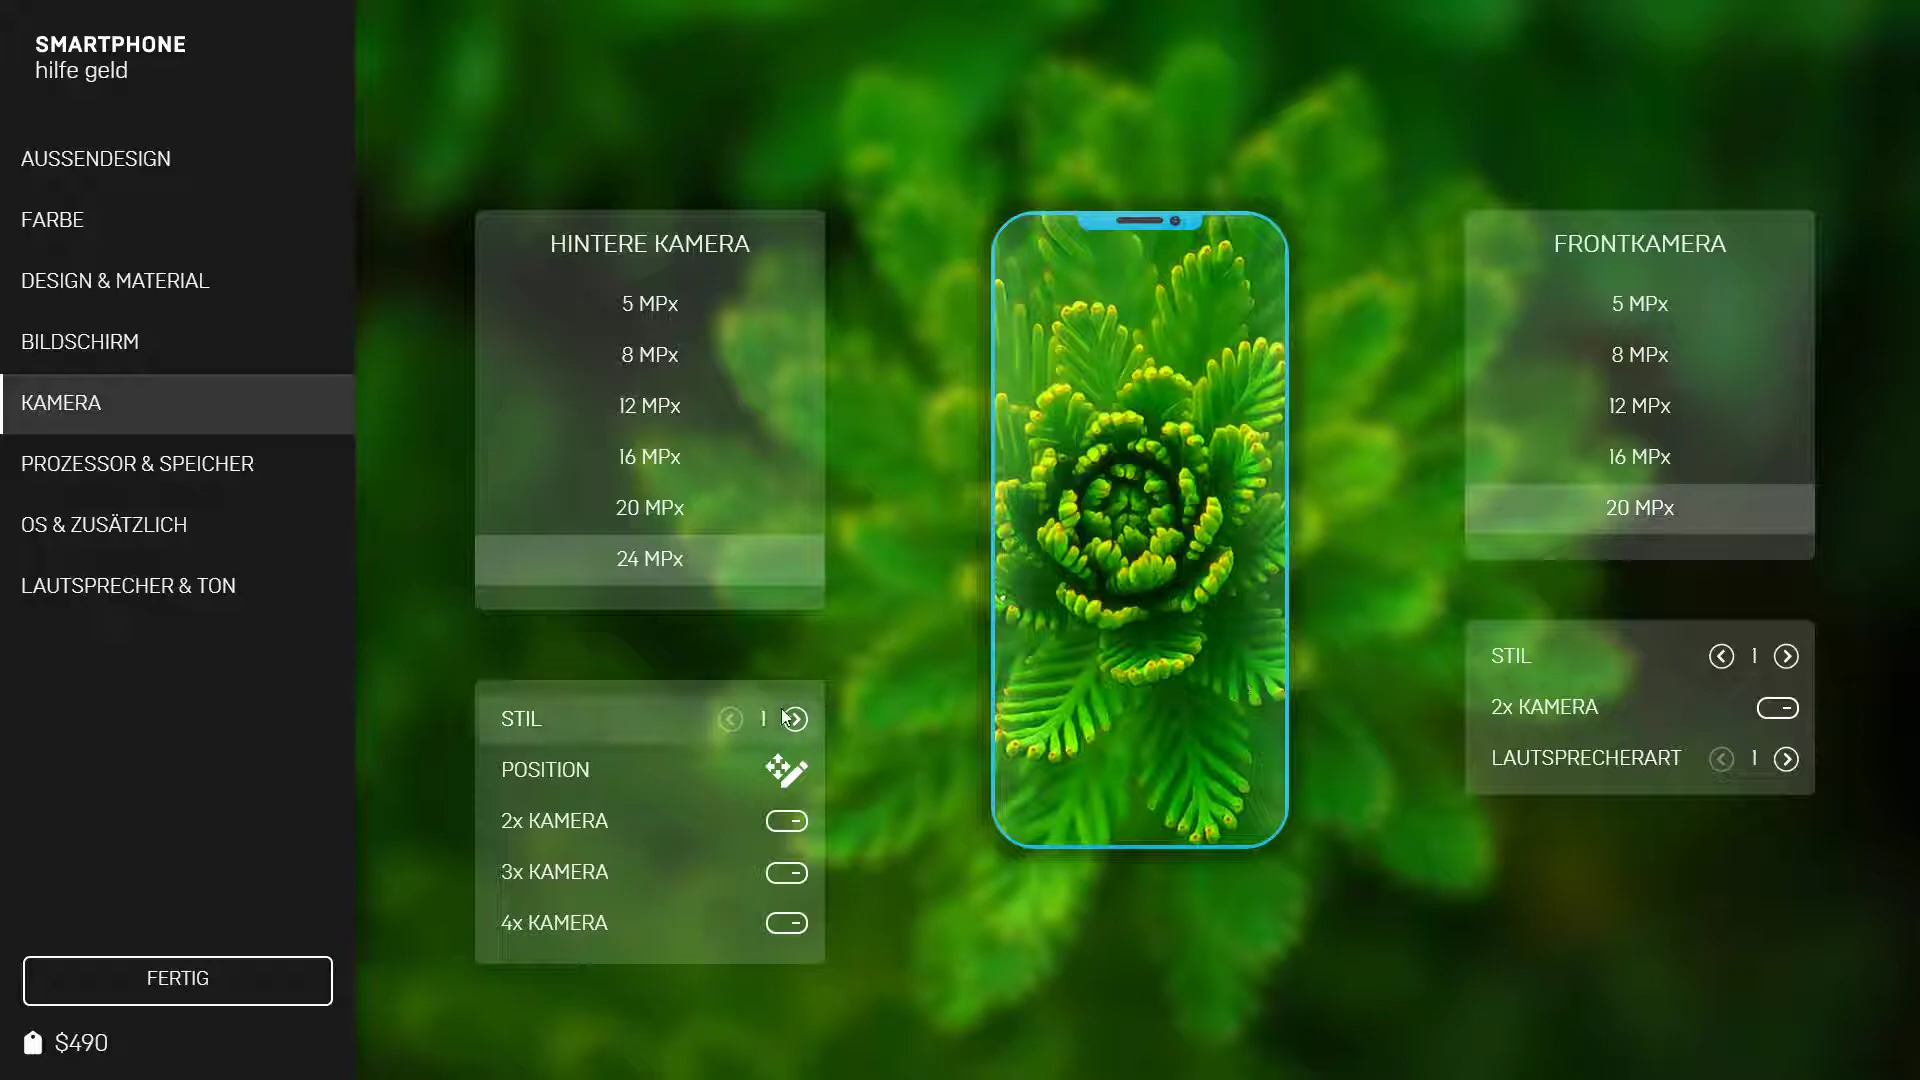 SMARTPHONE
hilfe geld
AUSSENDESIGN
FARBE
DESIGN & MATERIAL
BILDSCHIRM
KAMERA
PROZESSOR & SPEICHER
OS & ZUSÄTZLICH
LAUTSPRECHER & TON
FERTIG
$490
HINTERE KAMERA
5 MPx
8 MPx
12 MPx
16 MPx
20 MPx
24 MPx
STIL 1
POSITION
2x KAMERA
3x KAMERA
4x KAMERA
FRONTKAMERA
5 MPx
8 MPx
12 MPx
16 MPx
20 MPx
STIL 1
2x KAMERA
LAUTSPRECHERART 1